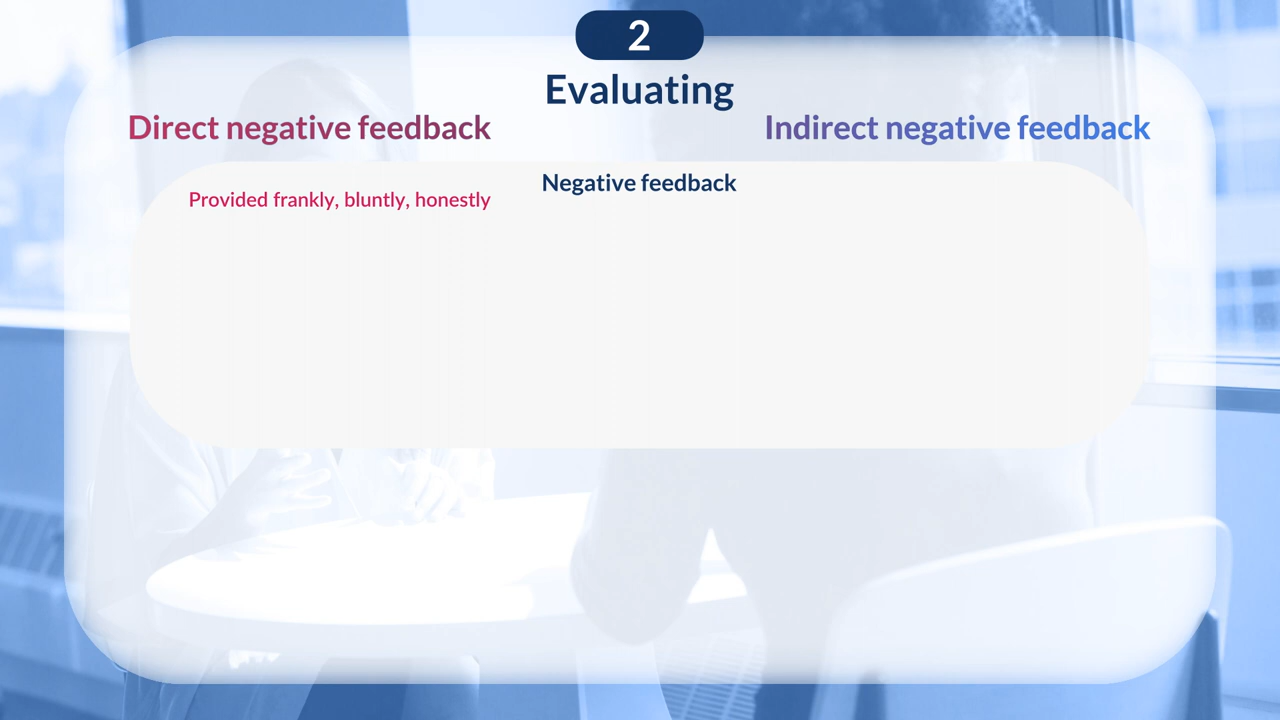 2
Evaluating
Direct negative feedback
Indirect negative feedback
Negative feedback
Provided frankly, bluntly, honestly